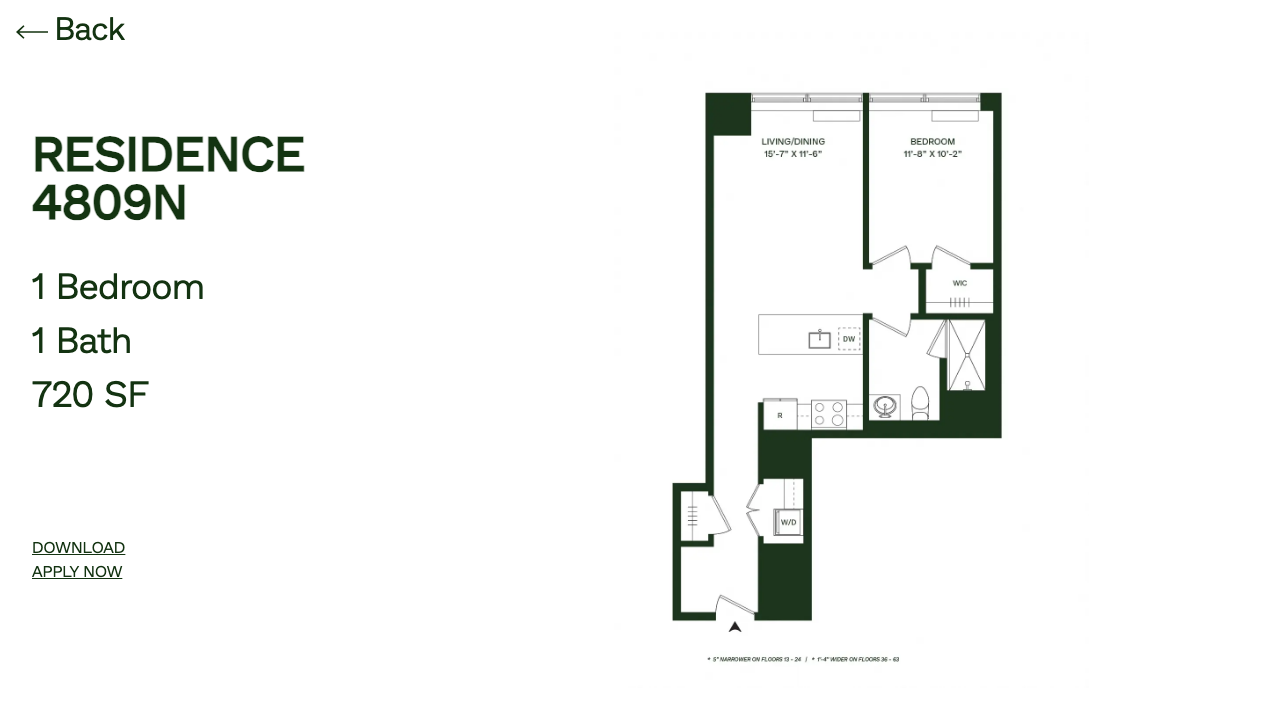 Back
RESIDENCE
4809N
1 Bedroom
1 Bath
720 SF
DOWNLOAD
APPLY NOW
LIVING/DINING
15'-7" X 11'-6"
BEDROOM
11'-8" X 10'-2"
WIC
DW
R
W/D
* 5" NARROWER ON FLOORS 13 - 24 / * 1'-4" WIDER ON FLOORS 36 - 63